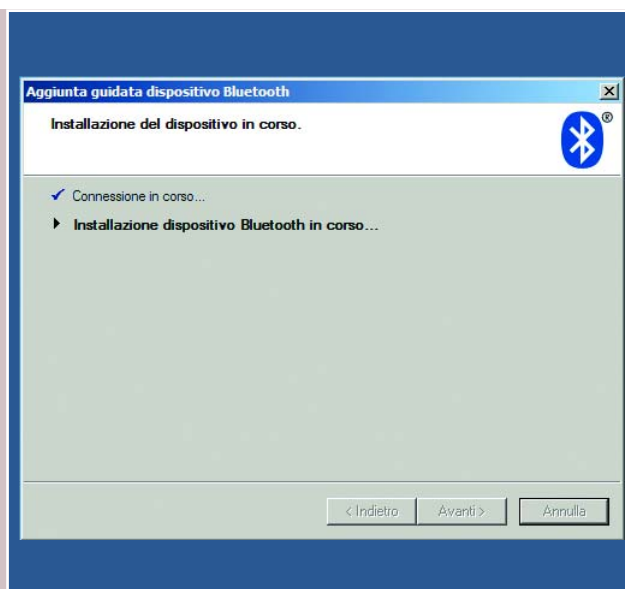 Aggiunta guidata dispositivo Bluetooth
Installazione del dispositivo in corso.
®
Connessione in corso...
Installazione dispositivo Bluetooth in corso...
< Indietro
Avanti >
Annulla